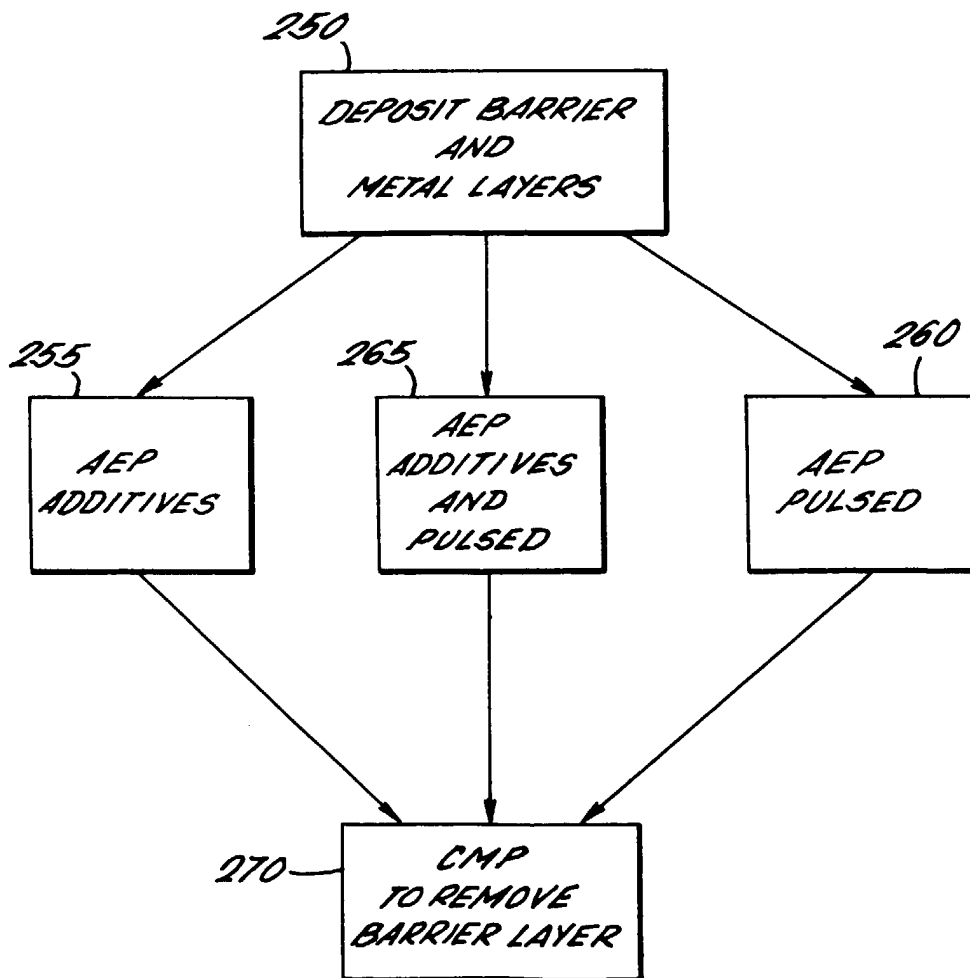 250
DEPOSIT BARRIER
AND
METAL LAYERS
255
AEP
ADDITIVES
265
AEP
ADDITIVES
AND
PULSED
260
AEP
PULSED
270
CMP
TO REMOVE
BARRIER LAYER